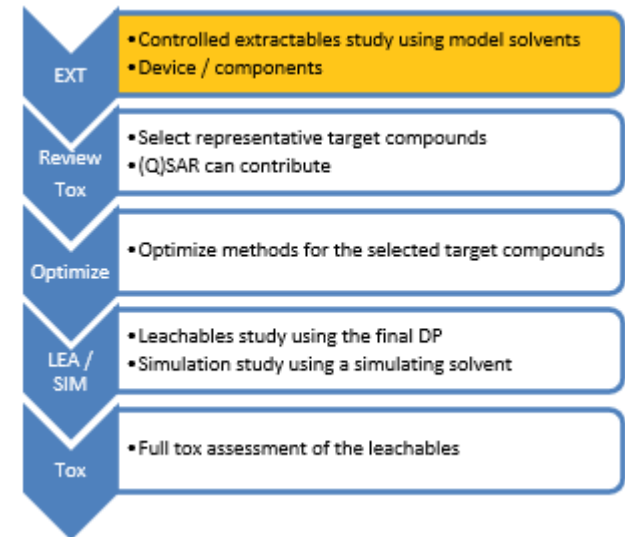 EXT
•Controlled extractables study using model solvents
•Device / components
Review
Tox
•Select representative target compounds
•(Q)SAR can contribute
Optimize
•Optimize methods for the selected target compounds
LEA /
SIM
•Leachables study using the final DP
•Simulation study using a simulating solvent
Tox
•Full tox assessment of the leachables